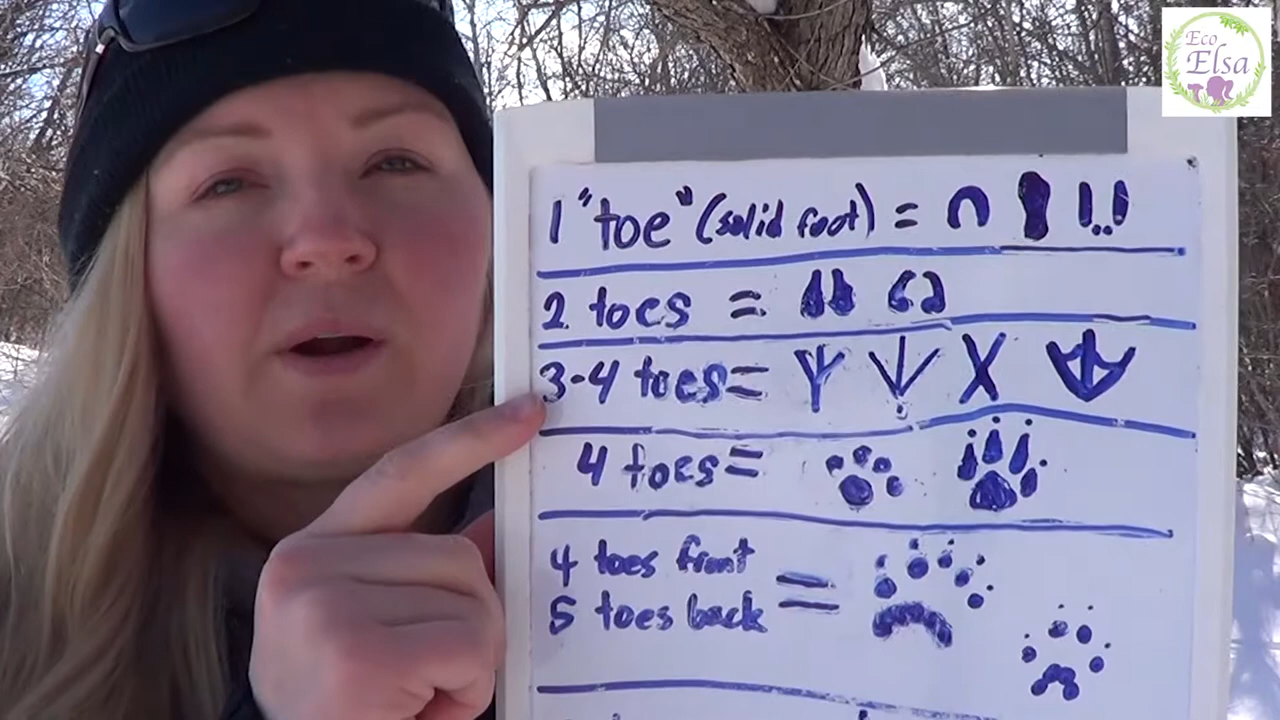 Eco
Elsa
1 "toe" (solid foot) =
2 toes =
3-4 toes =
4 toes =
4 toes front
5 toes back =